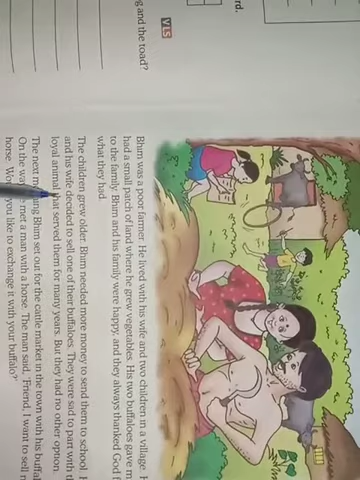 rd.
g and the toad?
VLS
Bhim was a poor farmer. He lived with his wife and two children in a village. H
had a small patch of land where he grew vegetables. His two buffaloes gave m
to the family. Bhim and his family were happy, and they always thanked God f
what they had.
The children grew older. Bhim needed more money to send them to school. H
and his wife decided to sell one of their buffaloes. They were sad to part with th
loyal animal that served them for many years. But they had no other option.
The next morning Bhim set out for the cattle market in the town with his buffal
On the way he met a man with a horse. The man said, "Friend, I want to sell m
horse. Would you like to exchange it with your buffalo?"